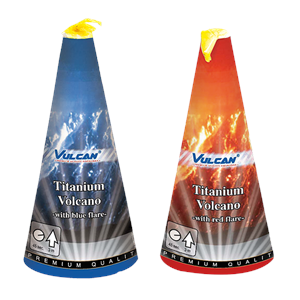 VULCAN®
Titanium
Volcano
-with blue flare-
PREMIUM QUALITY
VULCAN®
Titanium
Volcano
-with red flare-
PREMIUM QUALITY